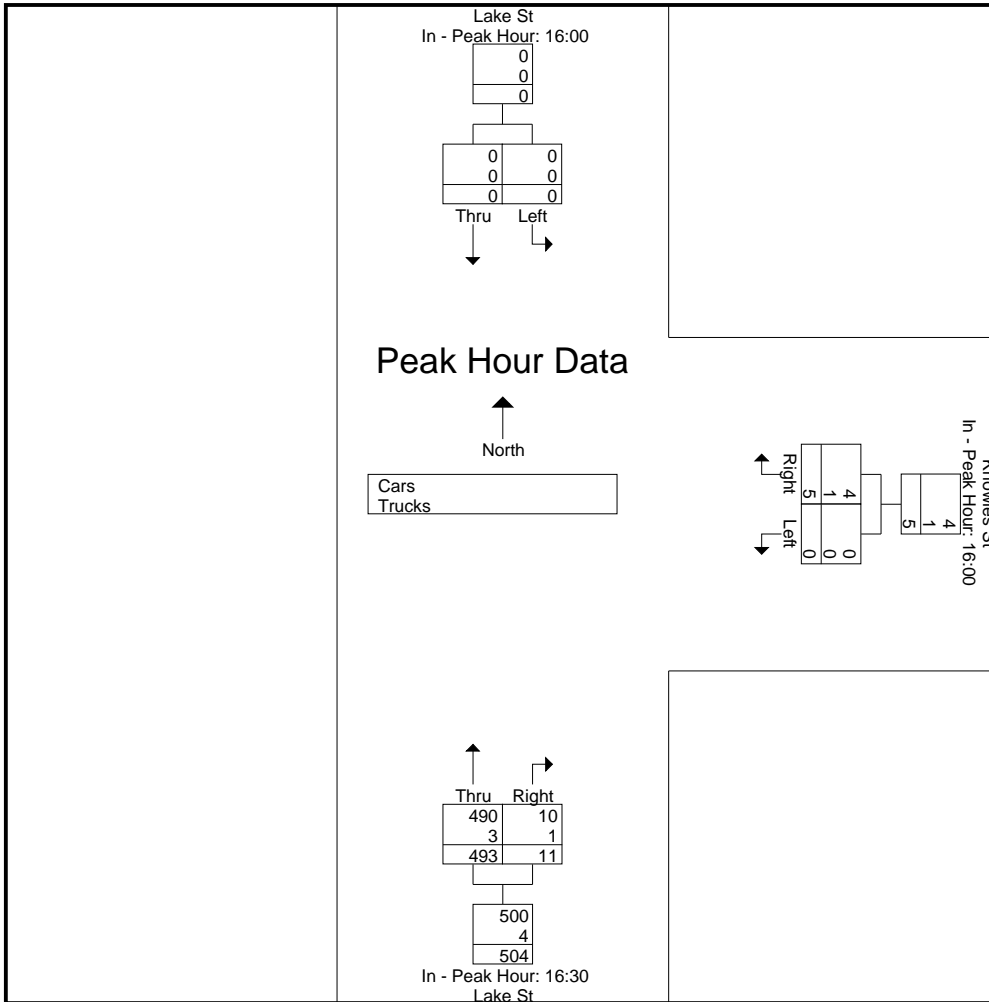 Lake St
In - Peak Hour: 16:00
0
0
0
0 0
0 0
0 0
Thru Left
Peak Hour Data
North
Cars
Trucks
Knowles St
In - Peak Hour: 16:00
4
1
5
4 0
1 0
5 0
Right Left
Thru Right
490 10
3 1
493 11
500
4
504
In - Peak Hour: 16:30
Lake St